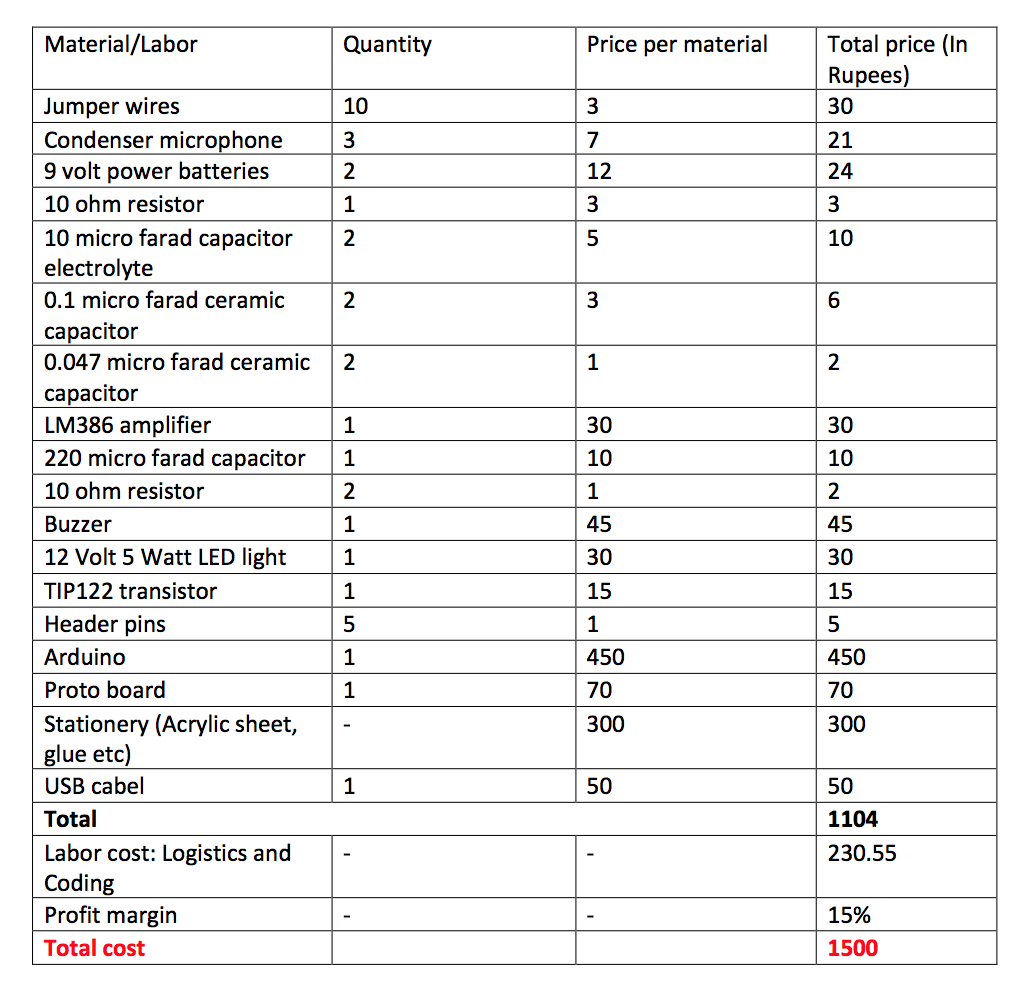 Material/Labor Quantity Price per material Total price (In
Rupees)
Jumper wires 10 3 30
Condenser microphone 3 7 21
9 volt power batteries 2 12 24
10 ohm resistor 1 3 3
10 micro farad capacitor 2 5 10
electrolyte
0.1 micro farad ceramic 2 3 6
capacitor
0.047 micro farad ceramic 2 1 2
capacitor
LM386 amplifier 1 30 30
220 micro farad capacitor 1 10 10
10 ohm resistor 2 1 2
Buzzer 1 45 45
12 Volt 5 Watt LED light 1 30 30
TIP122 transistor 1 15 15
Header pins 5 1 5
Arduino 1 450 450
Proto board 1 70 70
Stationery (Acrylic sheet, - 300 300
glue etc)
USB cabel 1 50 50
Total 1104
Labor cost: Logistics and - - 230.55
Coding
Profit margin - - 15%
Total cost 1500